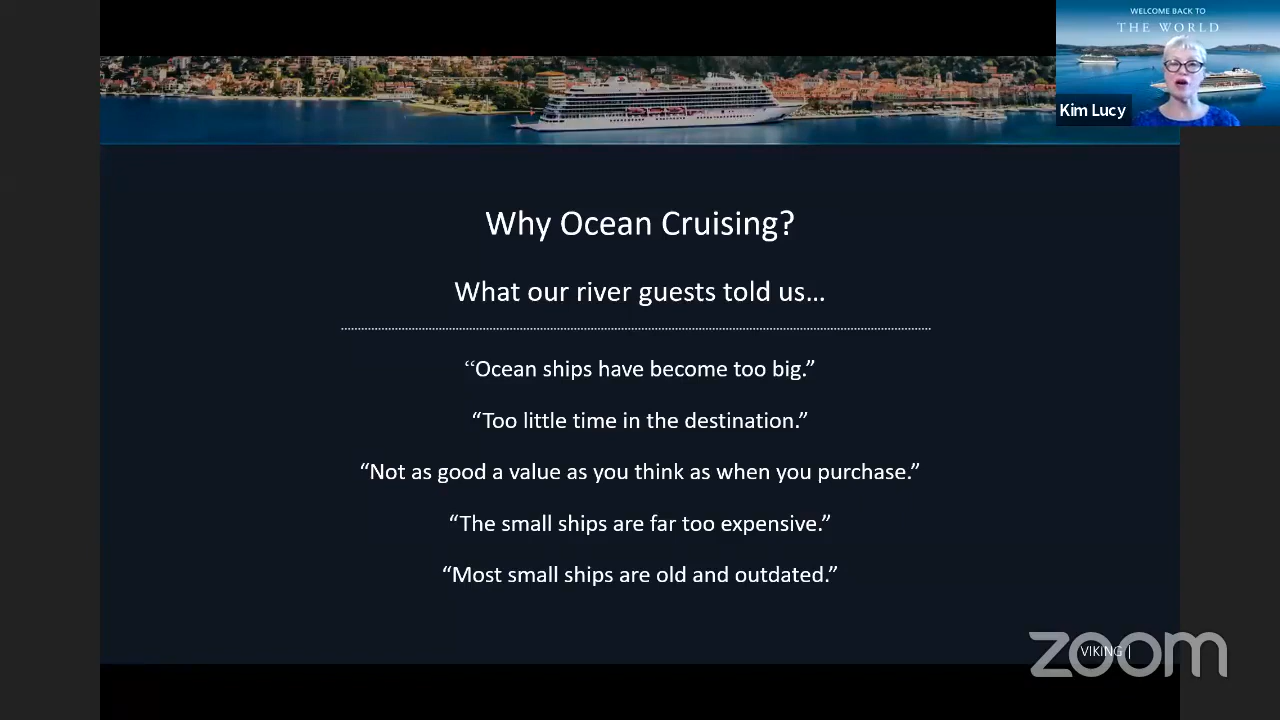 WELCOME BACK TO
THE WORLD
Kim Lucy
Why Ocean Cruising?
What our river guests told us…
“Ocean ships have become too big.”
“Too little time in the destination.”
“Not as good a value as you think as when you purchase.”
“The small ships are far too expensive.”
“Most small ships are old and outdated.”
VIKING |
zoom